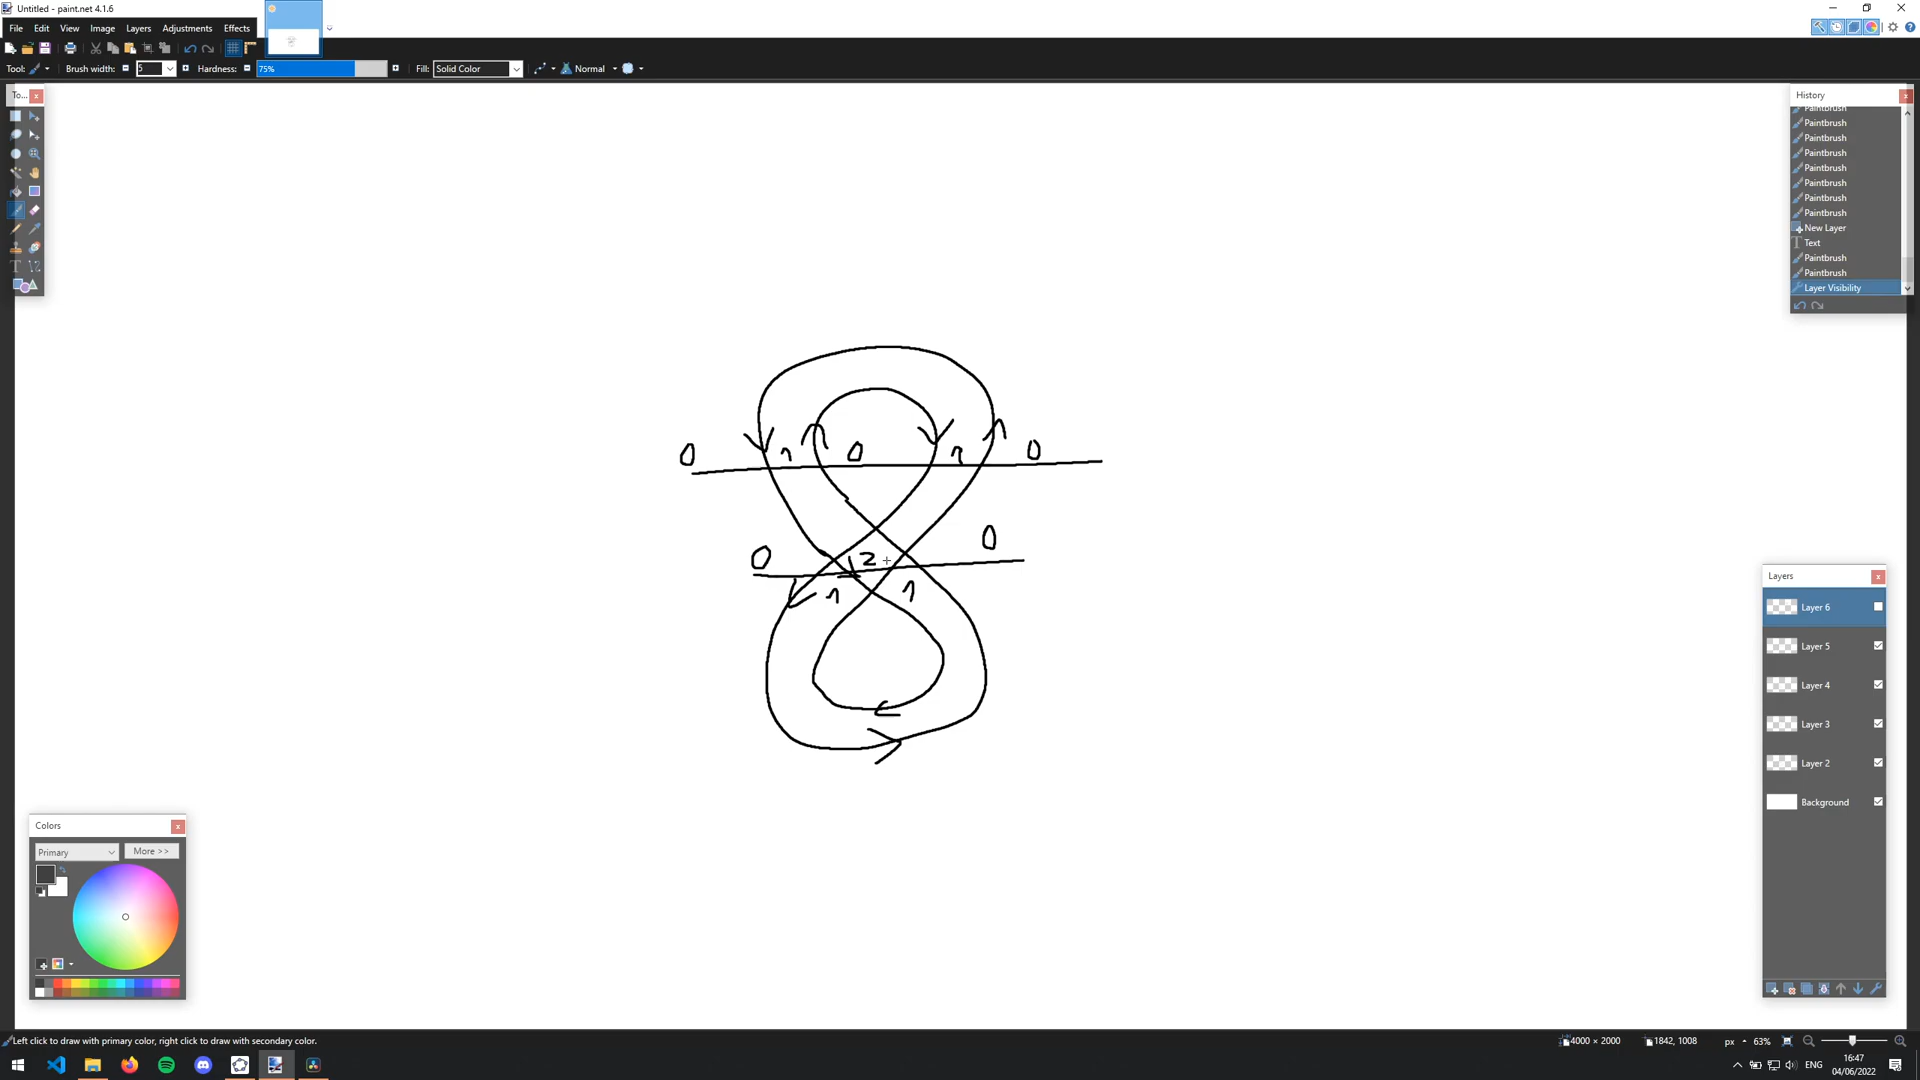 Untitled - paint.net 4.1.6
File Edit View Image Layers Adjustments Effects
Tool: Brush width: 5 Hardness: 75% Fill: Solid Color Normal
To...
History
Paintbrush
Paintbrush
Paintbrush
Paintbrush
Paintbrush
Paintbrush
Paintbrush
Paintbrush
New Layer
Text
Paintbrush
Paintbrush
Layer Visibility
0 1 0 1 0
0 2 0
1 1
Layers
Layer 6
Layer 5
Layer 4
Layer 3
Layer 2
Background
Colors
Primary More >>
Left click to draw with primary color, right click to draw with secondary color.
4000 × 2000 1842, 1008 px 63%
ENG 16:47
04/06/2022